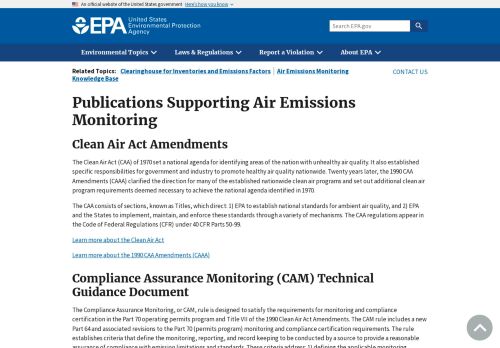 An official website of the United States government Here's how you know
EPA United States
Environmental Protection
Agency
Search EPA.gov
Environmental Topics Laws & Regulations Report a Violation About EPA
Related Topics: Clearinghouse for Inventories and Emissions Factors | Air Emissions Monitoring
Knowledge Base
CONTACT US
Publications Supporting Air Emissions
Monitoring
Clean Air Act Amendments
The Clean Air Act (CAA) of 1970 set a national agenda for identifying areas of the nation with unhealthy air quality. It also established
specific responsibilities for government and industry to promote healthy air quality nationwide. Twenty years later, the 1990 CAA
Amendments (CAAA) clarified the direction for many of the established nationwide clean air programs and set out additional clean air
program requirements deemed necessary to achieve the national agenda identified in 1970.
The CAA consists of sections, known as Titles, which direct: 1) EPA to establish national standards for ambient air quality, and 2) EPA
and the States to implement, maintain, and enforce these standards through a variety of mechanisms. The CAA regulations appear in
the Code of Federal Regulations (CFR) under 40 CFR Parts 50-99.
Learn more about the Clean Air Act
Learn more about the 1990 CAA Amendments (CAAA)
Compliance Assurance Monitoring (CAM) Technical
Guidance Document
The Compliance Assurance Monitoring, or CAM, rule is designed to satisfy the requirements for monitoring and compliance
certification in the Part 70 operating permits program and Title VII of the 1990 Clean Air Act Amendments. The CAM rule includes a new
Part 64 and associated revisions to the Part 70 (permits program) monitoring and compliance certification requirements. The rule
establishes criteria that define the monitoring, reporting, and record keeping to be conducted by a source to provide a reasonable
assurance of compliance with emission limitations and standards. These criteria address: 1) defining the applicable monitoring